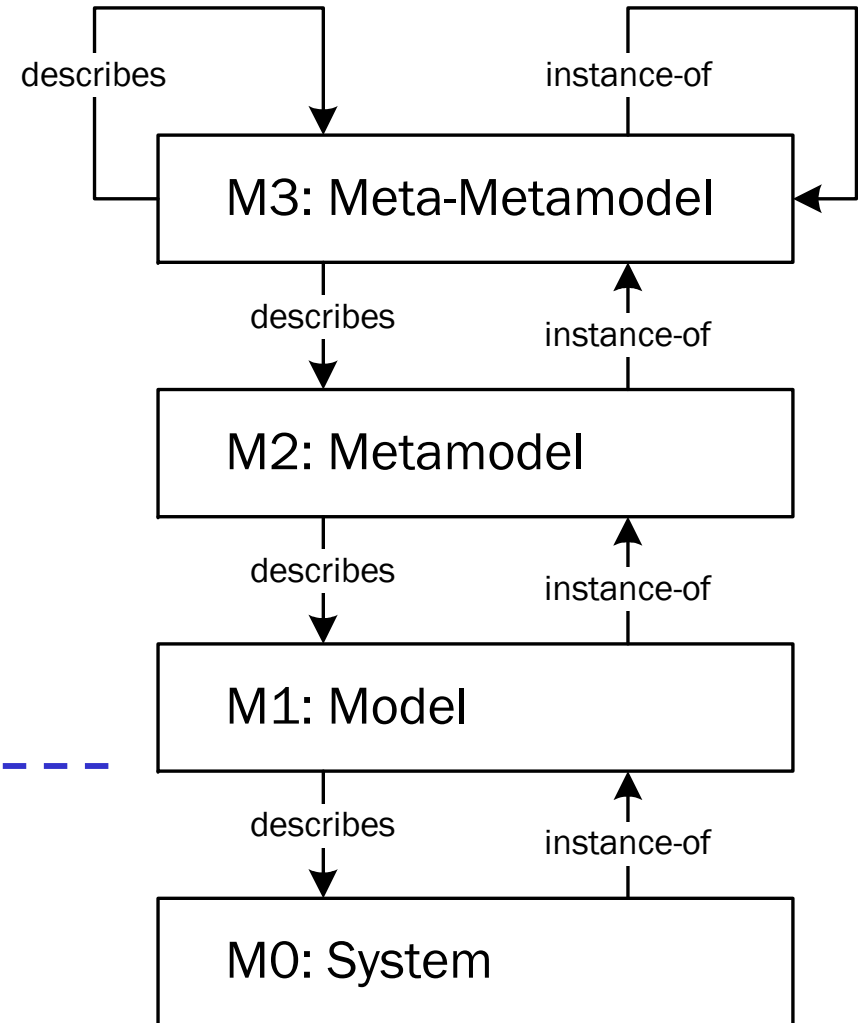 describes
instance-of
M3: Meta-Metamodel
describes
instance-of
M2: Metamodel
describes
instance-of
M1: Model
describes
instance-of
M0: System